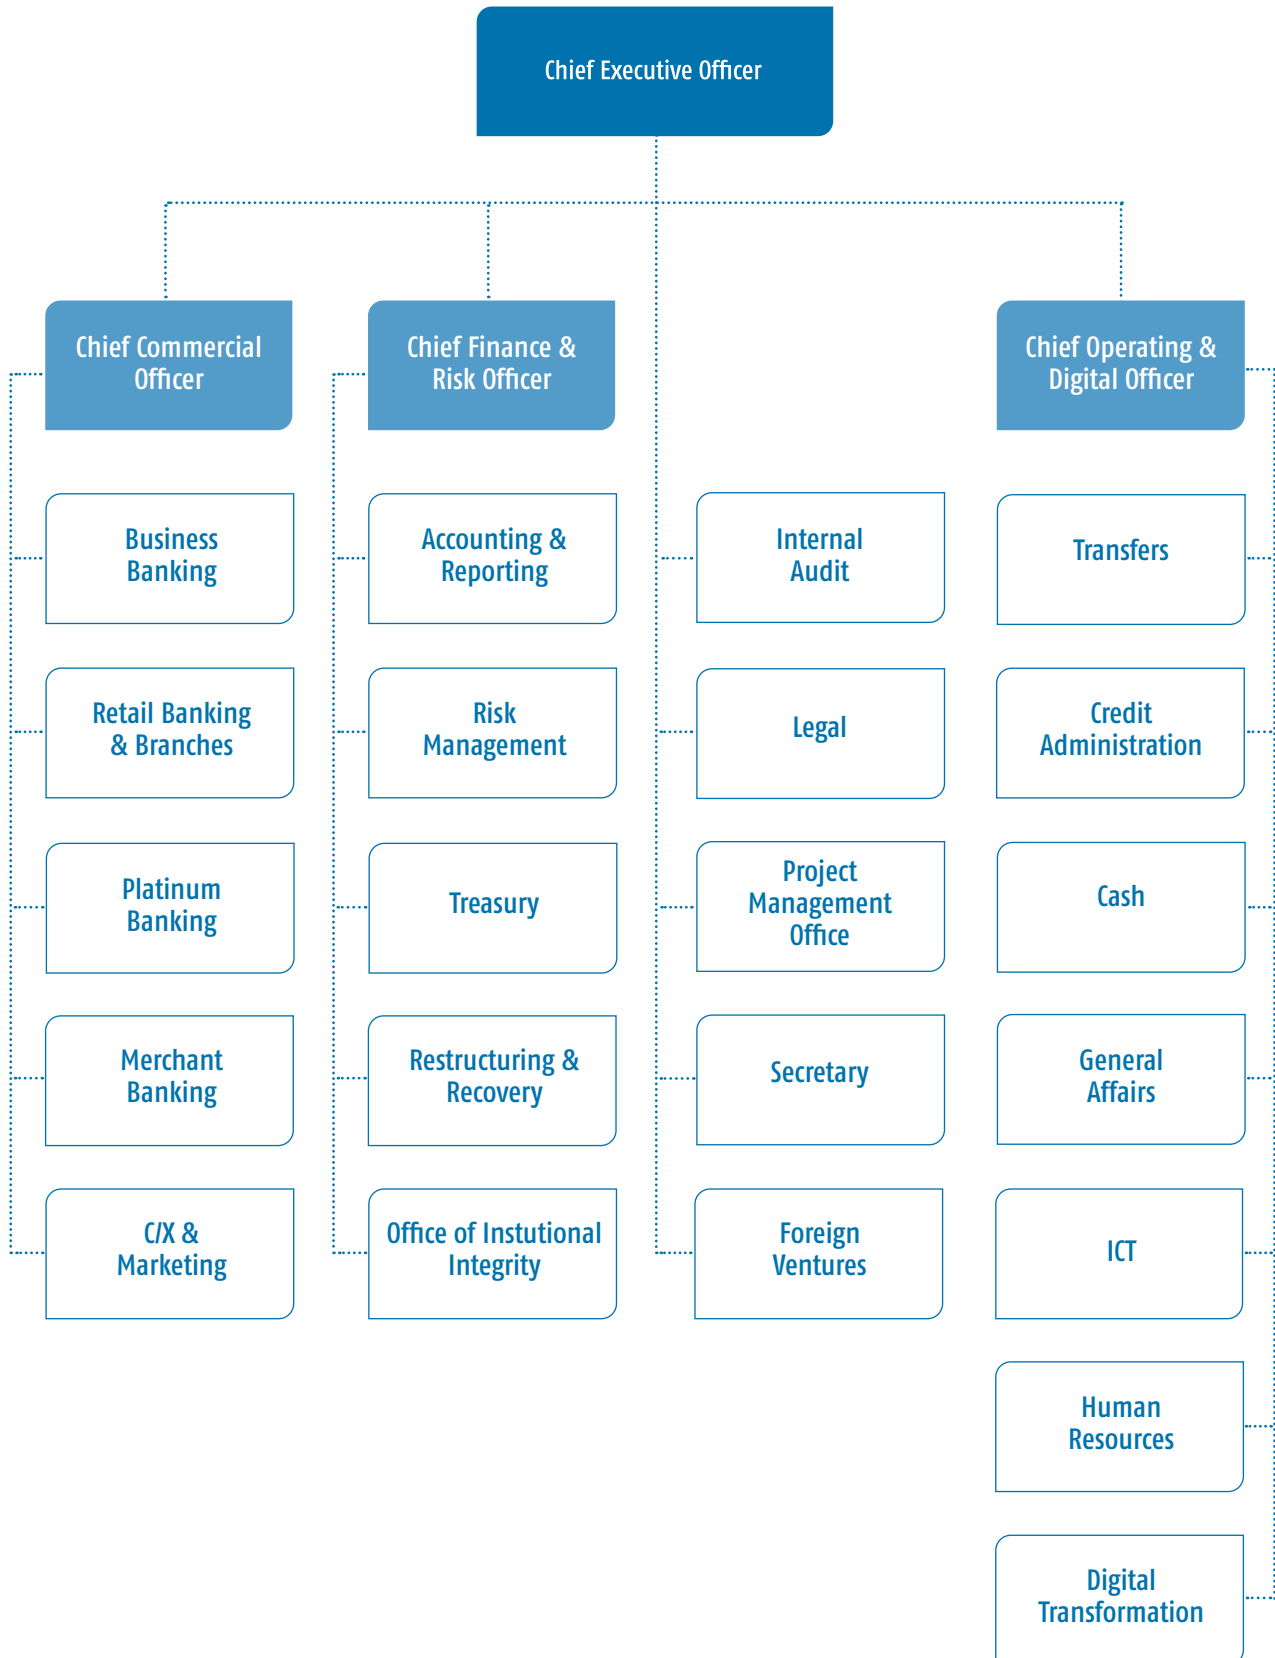 Chief Executive Officer
Chief Commercial
Officer
Chief Finance &
Risk Officer
Chief Operating &
Digital Officer
Business
Banking
Accounting &
Reporting
Internal
Audit
Transfers
Retail Banking
& Branches
Risk
Management
Legal
Credit
Administration
Platinum
Banking
Treasury
Project
Management
Office
Cash
Merchant
Banking
Restructuring &
Recovery
Secretary
General
Affairs
C/X &
Marketing
Office of Instutional
Integrity
Foreign
Ventures
ICT
Human
Resources
Digital
Transformation